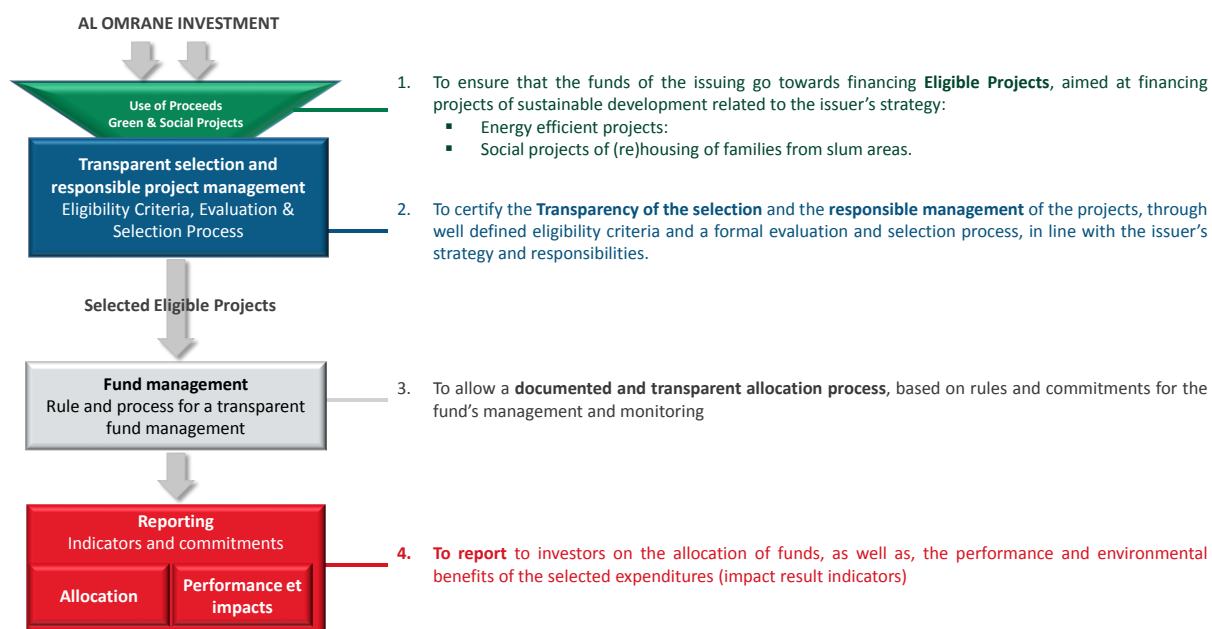 AL OMRANE INVESTMENT
Use of Proceeds
Green & Social Projects
1. To ensure that the funds of the issuing go towards financing Eligible Projects, aimed at financing
projects of sustainable development related to the issuer's strategy:
▪ Energy efficient projects:
▪ Social projects of (re)housing of families from slum areas.
Transparent selection and
responsible project management
Eligibility Criteria, Evaluation &
Selection Process
2. To certify the Transparency of the selection and the responsible management of the projects, through
well defined eligibility criteria and a formal evaluation and selection process, in line with the issuer's
strategy and responsibilities.
Selected Eligible Projects
Fund management
Rule and process for a transparent
fund management
3. To allow a documented and transparent allocation process, based on rules and commitments for the
fund's management and monitoring
Reporting
Indicators and commitments
Allocation
Performance et
impacts
4. To report to investors on the allocation of funds, as well as, the performance and environmental
benefits of the selected expenditures (impact result indicators)